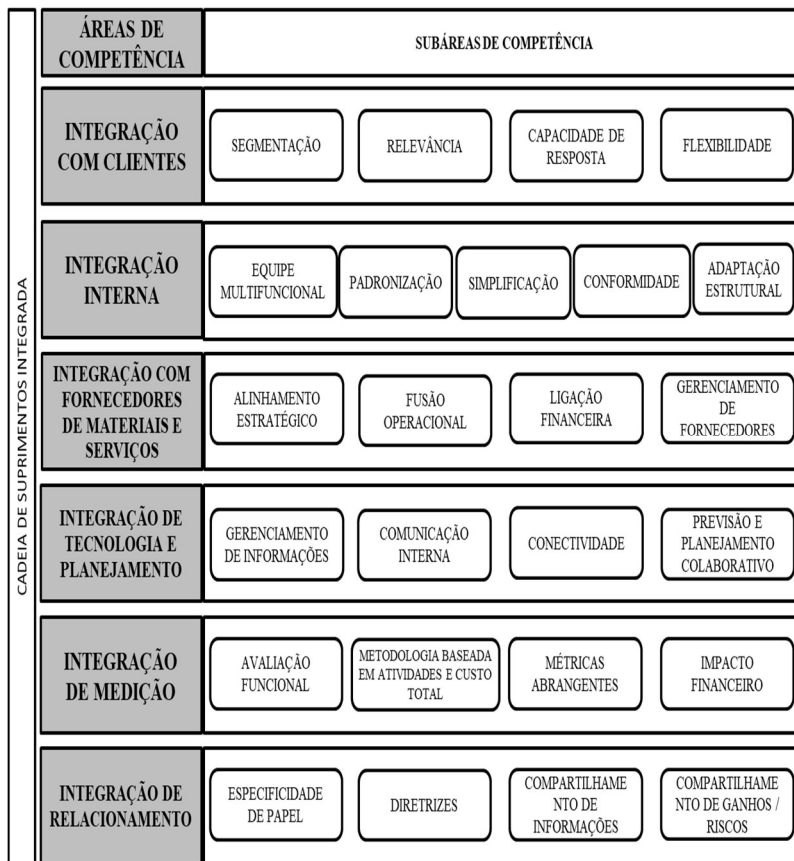 CADEIA DE SUPRIMENTOS INTEGRADA
ÁREAS DE
COMPETÊNCIA
SUBÁREAS DE COMPETÊNCIA
INTEGRAÇÃO
COM CLIENTES
SEGMENTAÇÃO
RELEVÂNCIA
CAPACIDADE DE
RESPOSTA
FLEXIBILIDADE
INTEGRAÇÃO
INTERNA
EQUIPE
MULTIFUNCIONAL
PADRONIZAÇÃO
SIMPLIFICAÇÃO
CONFORMIDADE
ADAPTAÇÃO
ESTRUTURAL
INTEGRAÇÃO COM
FORNECEDORES
DE MATERIAIS E
SERVIÇOS
ALINHAMENTO
ESTRATÉGICO
FUSÃO
OPERACIONAL
LIGAÇÃO
FINANCEIRA
GERENCIAMENTO
DE
FORNECEDORES
INTEGRAÇÃO DE
TECNOLOGIA E
PLANEJAMENTO
GERENCIAMENTO
DE INFORMAÇÕES
COMUNICAÇÃO
INTERNA
CONECTIVIDADE
PREVISÃO E
PLANEJAMENTO
COLABORATIVO
INTEGRAÇÃO
DE MEDIÇÃO
AVALIAÇÃO
FUNCIONAL
METODOLOGIA BASEADA
EM ATIVIDADES E CUSTO
TOTAL
MÉTRICAS
ABRANGENTES
IMPACTO
FINANCEIRO
INTEGRAÇÃO DE
RELACIONAMENTO
ESPECIFICIDADE
DE PAPEL
DIRETRIZES
COMPARTILHAME
NTO DE
INFORMAÇÕES
COMPARTILHAME
NTO DE GANHOS /
RISCOS